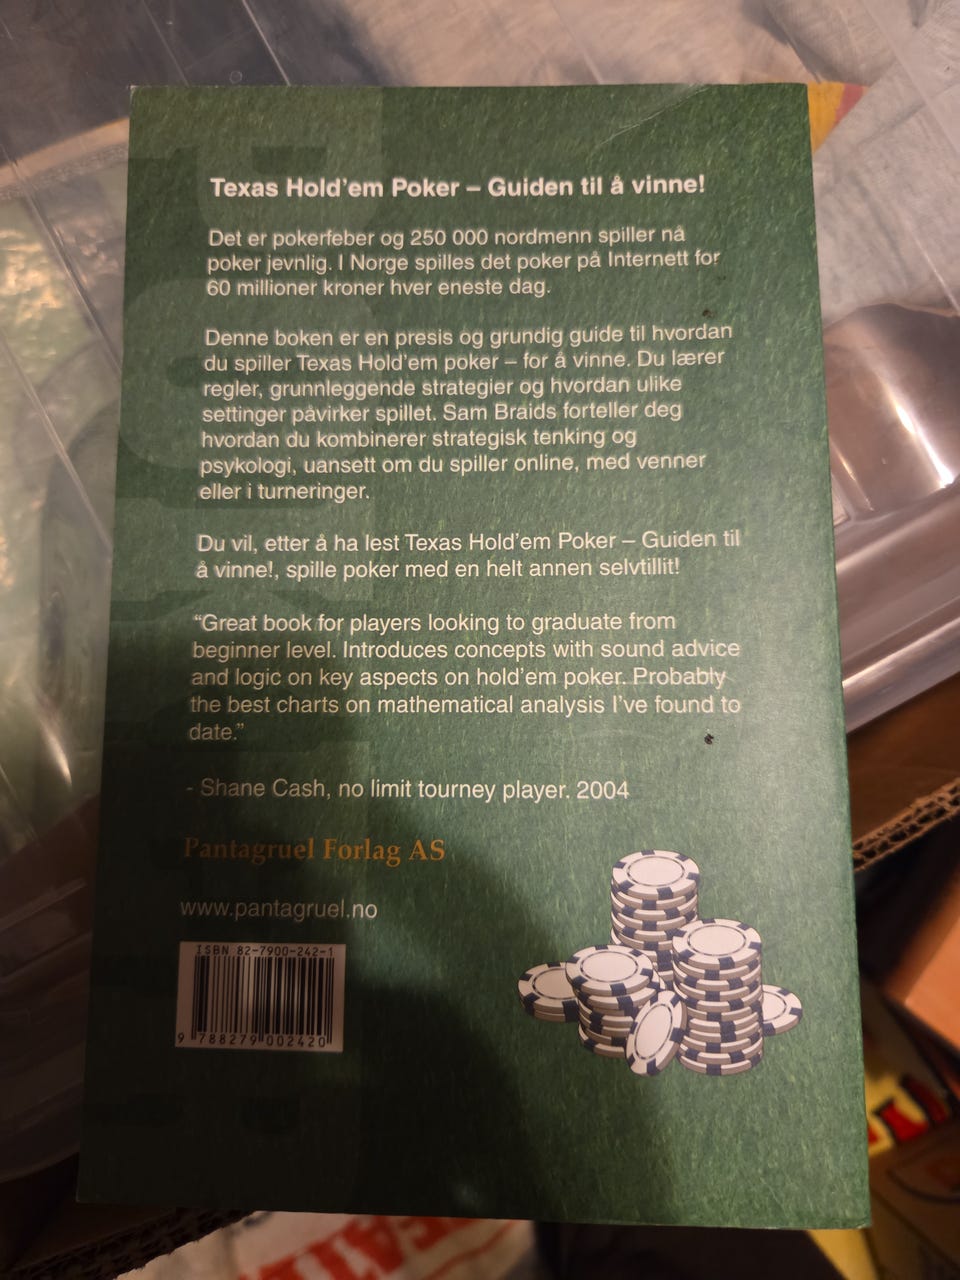 Texas Hold'em Poker – Guiden til å vinne!
Det er pokerfeber og 250 000 nordmenn spiller nå
poker jevnlig. I Norge spilles det poker på Internett for
60 millioner kroner hver eneste dag.
Denne boken er en presis og grundig guide til hvordan
du spiller Texas Hold'em poker – for å vinne. Du lærer
regler, grunnleggende strategier og hvordan ulike
settinger påvirker spillet. Sam Braids forteller deg
hvordan du kombinerer strategisk tenking og
psykologi, uansett om du spiller online, med venner
eller i turneringer.
Du vil, etter å ha lest Texas Hold'em Poker – Guiden til
å vinne!, spille poker med en helt annen selvtillit!
“Great book for players looking to graduate from
beginner level. Introduces concepts with sound advice
and logic on key aspects on hold'em poker. Probably
the best charts on mathematical analysis I've found to
date.”
- Shane Cash, no limit tourney player. 2004
Pantagruel Forlag AS
www.pantagruel.no
ISBN 82-7900-242-1
9 788279 002420